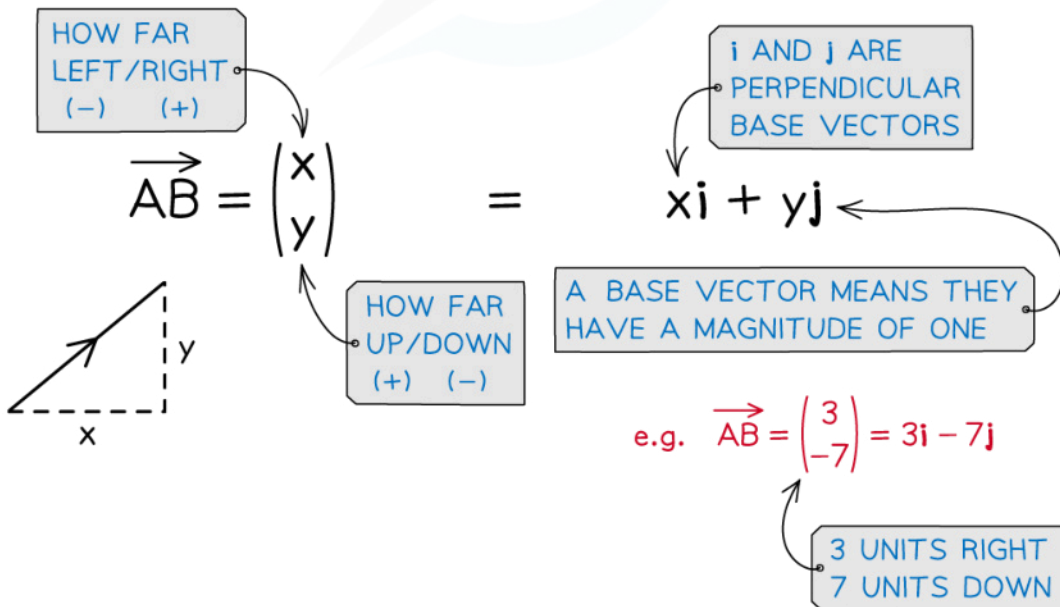 HOW FAR
LEFT/RIGHT
(-) (+)
i AND j ARE
PERPENDICULAR
BASE VECTORS
AB = (x y) = xi + yj
HOW FAR
UP/DOWN
(+) (-)
A BASE VECTOR MEANS THEY
HAVE A MAGNITUDE OF ONE
y
x
e.g. AB = (3 -7) = 3i - 7j
3 UNITS RIGHT
7 UNITS DOWN